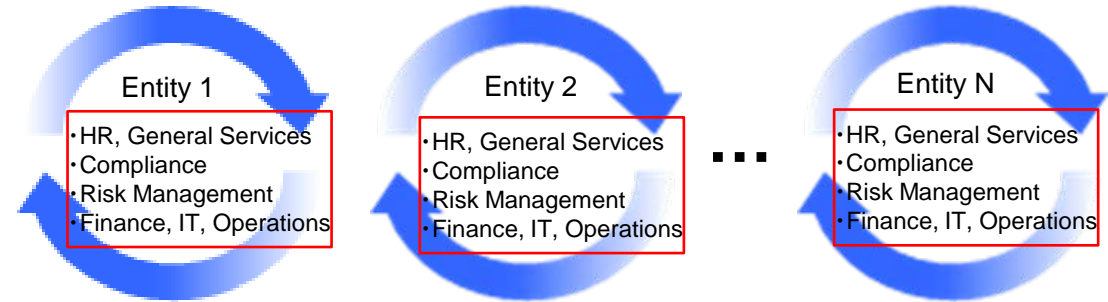 Entity 1
・HR, General Services
・Compliance
・Risk Management
・Finance, IT, Operations
Entity 2
・HR, General Services
・Compliance
・Risk Management
・Finance, IT, Operations
...
Entity N
・HR, General Services
・Compliance
・Risk Management
・Finance, IT, Operations